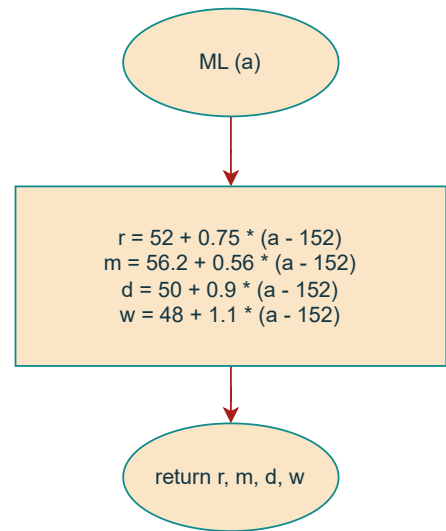 ML (a)
r = 52 + 0.75 * (a - 152)
m = 56.2 + 0.56 * (a - 152)
d = 50 + 0.9 * (a - 152)
w = 48 + 1.1 * (a - 152)
return r, m, d, w